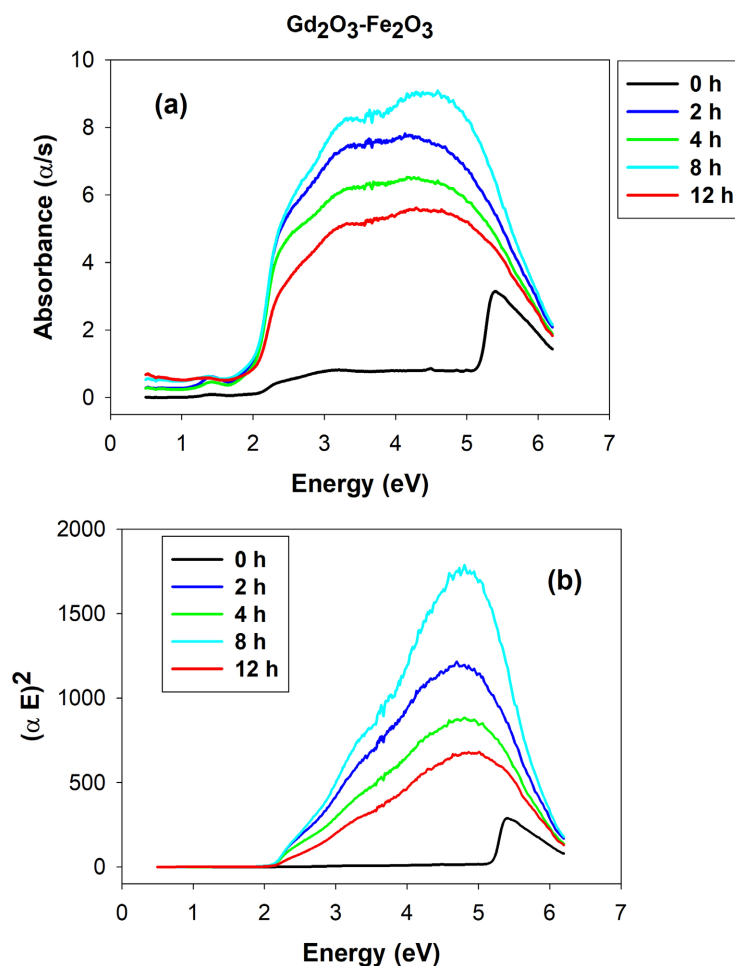 Gd₂O₃-Fe₂O₃
(a)
10
8
6
4
2
0
Absorbance (α/s)
0 1 2 3 4 5 6 7
Energy (eV)
0 h
2 h
4 h
8 h
12 h
(b)
2000
1500
1000
500
0
(α E)²
0 h
2 h
4 h
8 h
12 h
0 1 2 3 4 5 6 7
Energy (eV)